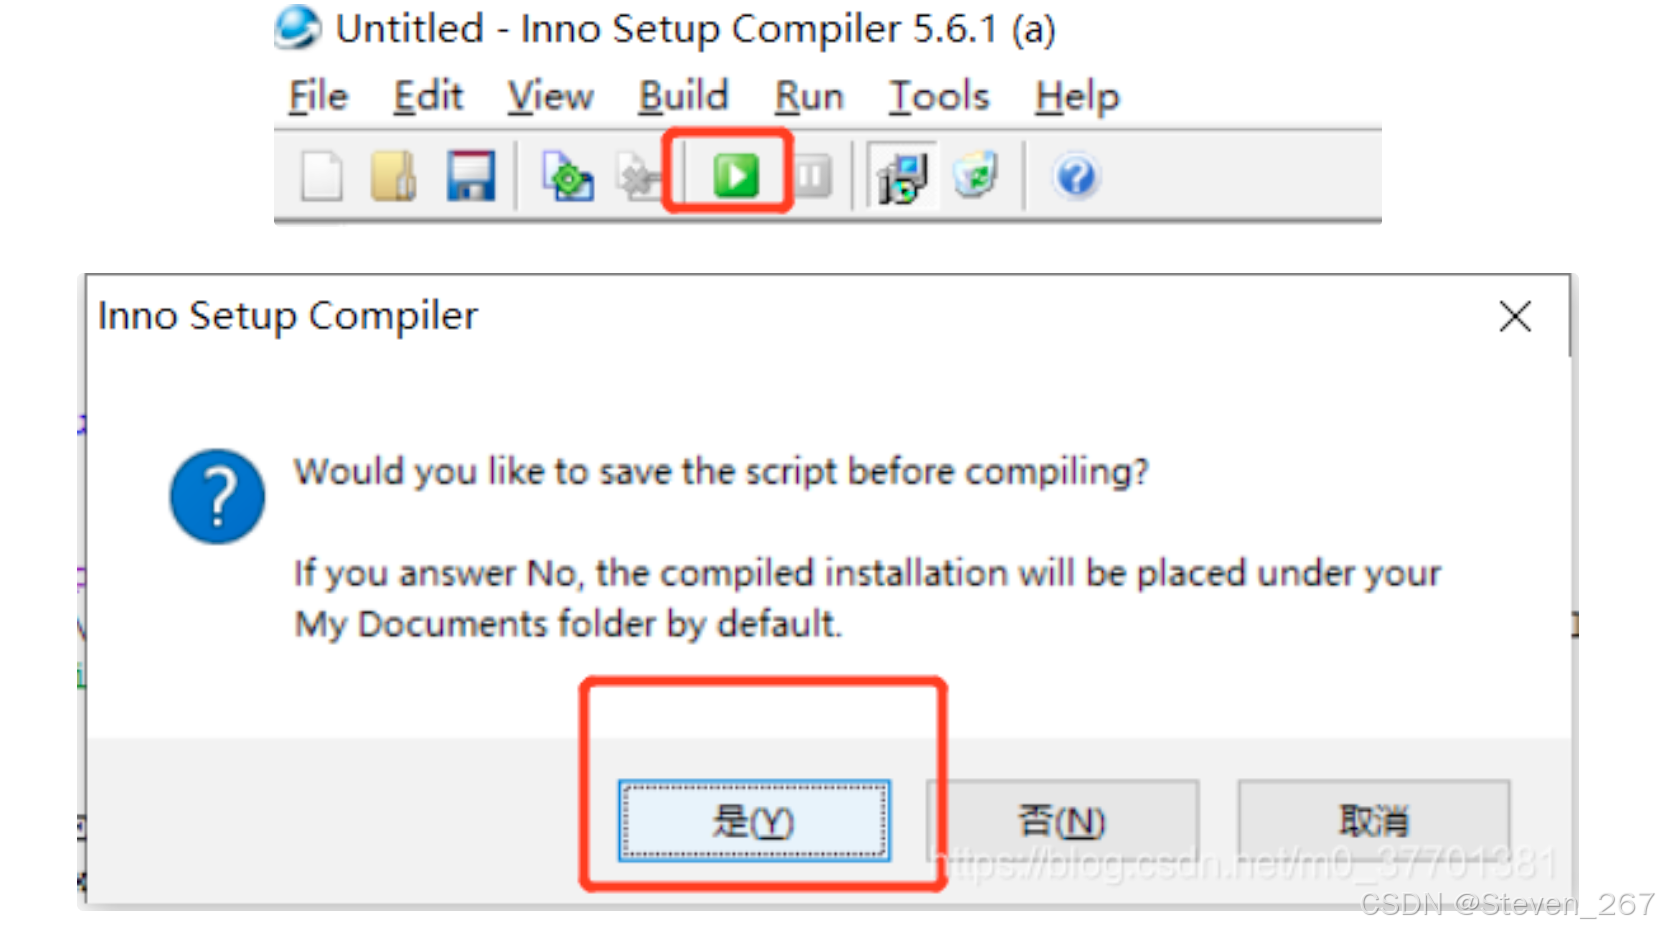 Untitled - Inno Setup Compiler 5.6.1 (a)
File Edit View Build Run Tools Help
Inno Setup Compiler
Would you like to save the script before compiling?
If you answer No, the compiled installation will be placed under your
My Documents folder by default.
是(Y) 否(N) 取消
https://blog.csdn.net/m0_37701381
CSDN @Steven_267